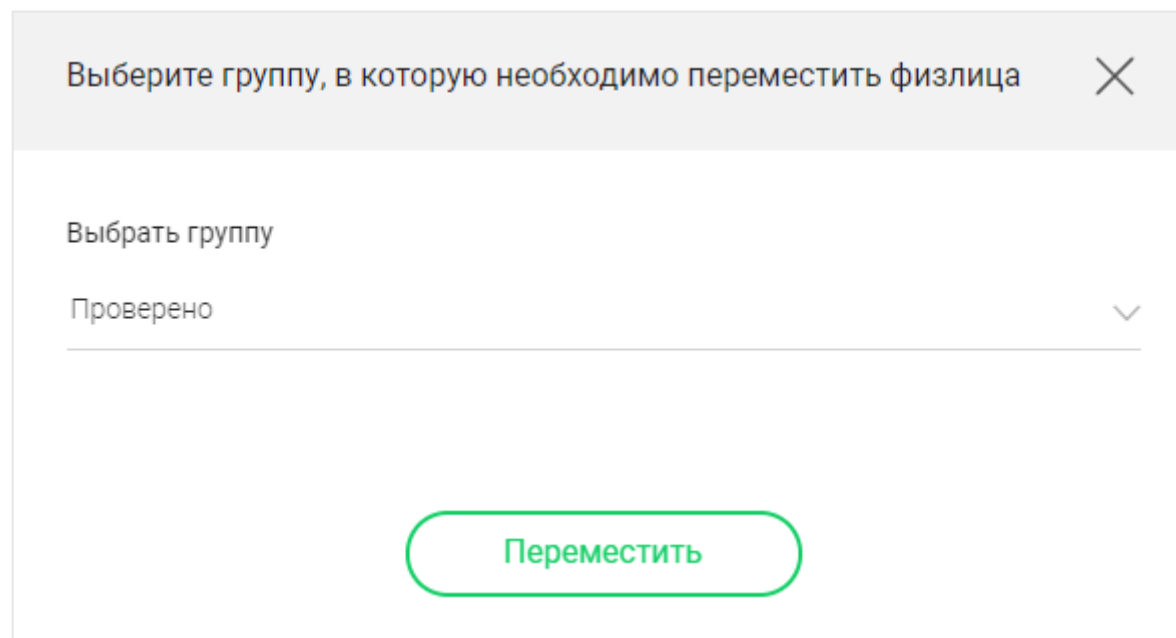 Выберите группу, в которую необходимо переместить физлица
Выбрать группу
Проверено
Переместить